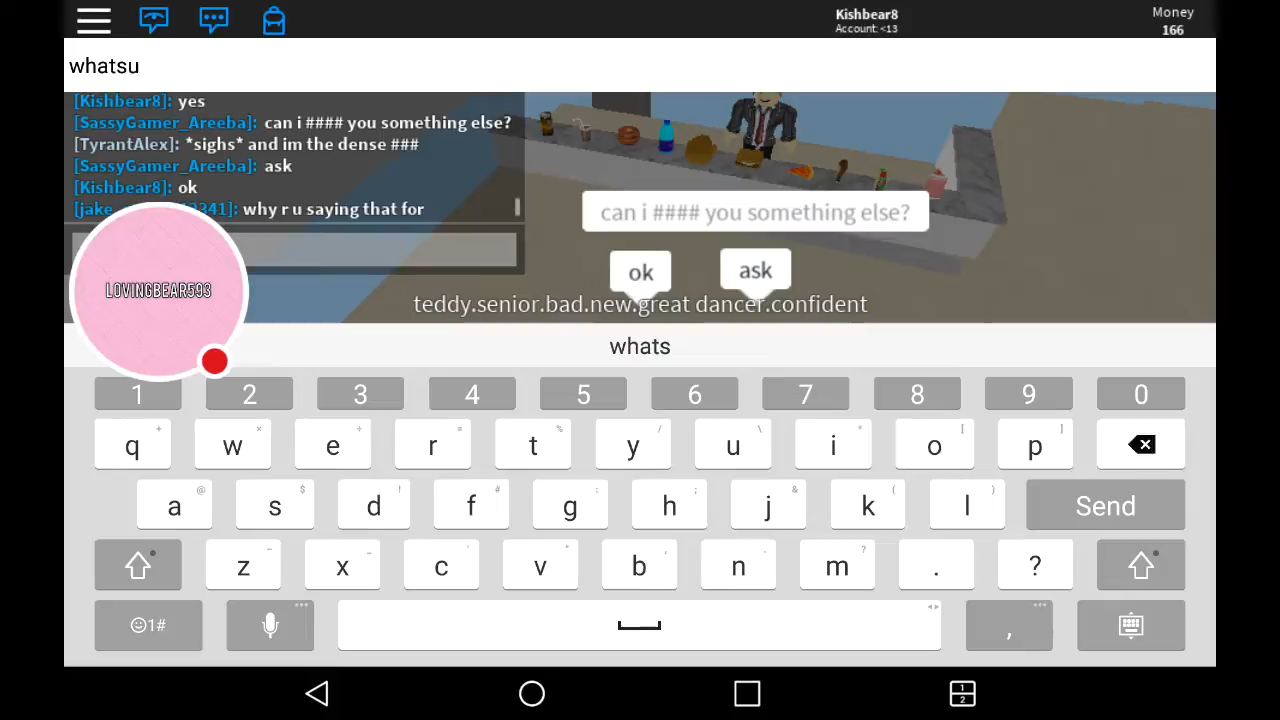 Kishbear8
Account: <13
Money
166
whatsu
[Kishbear8]: yes
[SassyGamer_Areeba]: can i #### you something else?
[TyrantAlex]: *sighs* and im the dense ###
[SassyGamer_Areeba]: ask
[Kishbear8]: ok
why r u saying that for
can i #### you something else?
ok
ask
LOVINGBEAR593
teddy.senior.bad.new.great dancer.confident
whats
1 2 3 4 5 6 7 8 9 0
q w e r t y u i o p
a s d f g h j k l Send
z x c v b n m . ?
☺1# ,